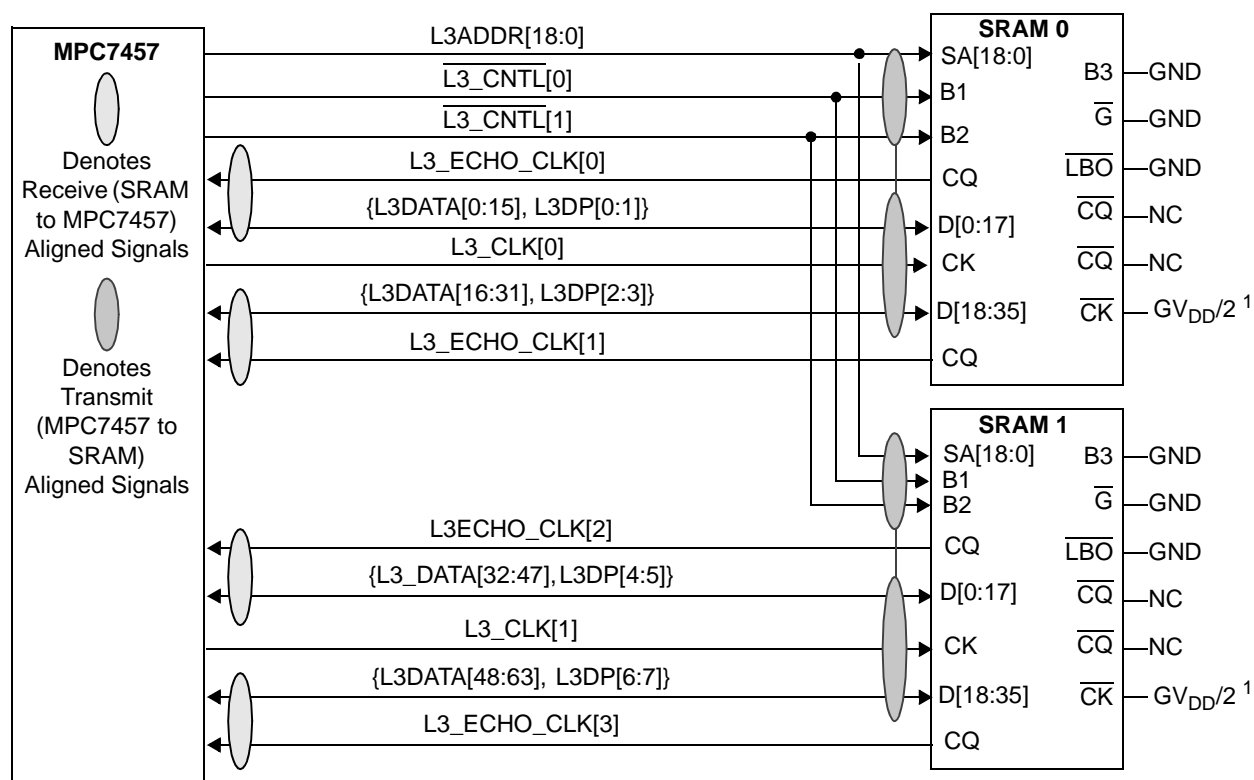 MPC7457
Denotes
Receive (SRAM
to MPC7457)
Aligned Signals
Denotes
Transmit
(MPC7457 to
SRAM)
Aligned Signals
L3ADDR[18:0]
L3_CNTL[0]
L3_CNTL[1]
L3_ECHO_CLK[0]
{L3DATA[0:15], L3DP[0:1]}
L3_CLK[0]
{L3DATA[16:31], L3DP[2:3]}
L3_ECHO_CLK[1]
L3ECHO_CLK[2]
{L3_DATA[32:47], L3DP[4:5]}
L3_CLK[1]
{L3DATA[48:63], L3DP[6:7]}
L3_ECHO_CLK[3]
SRAM 0
SA[18:0]
B1
B2
CQ
D[0:17]
CK
D[18:35]
CQ
B3 GND
G GND
LBO GND
CQ NC
CQ NC
CK GVDD/2 1
SRAM 1
SA[18:0]
B1
B2
CQ
D[0:17]
CK
D[18:35]
CQ
B3 GND
G GND
LBO GND
CQ NC
CQ NC
CK GVDD/2 1